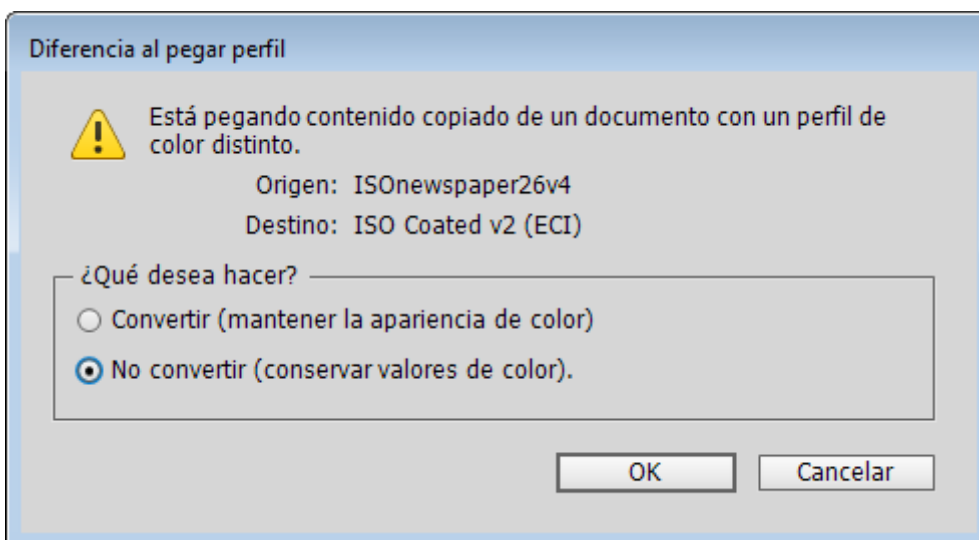 Diferencia al pegar perfil
Está pegando contenido copiado de un documento con un perfil de
color distinto.
Origen: ISOnewspaper26v4
Destino: ISO Coated v2 (ECI)
¿Qué desea hacer?
Convertir (mantener la apariencia de color)
No convertir (conservar valores de color).
OK Cancelar